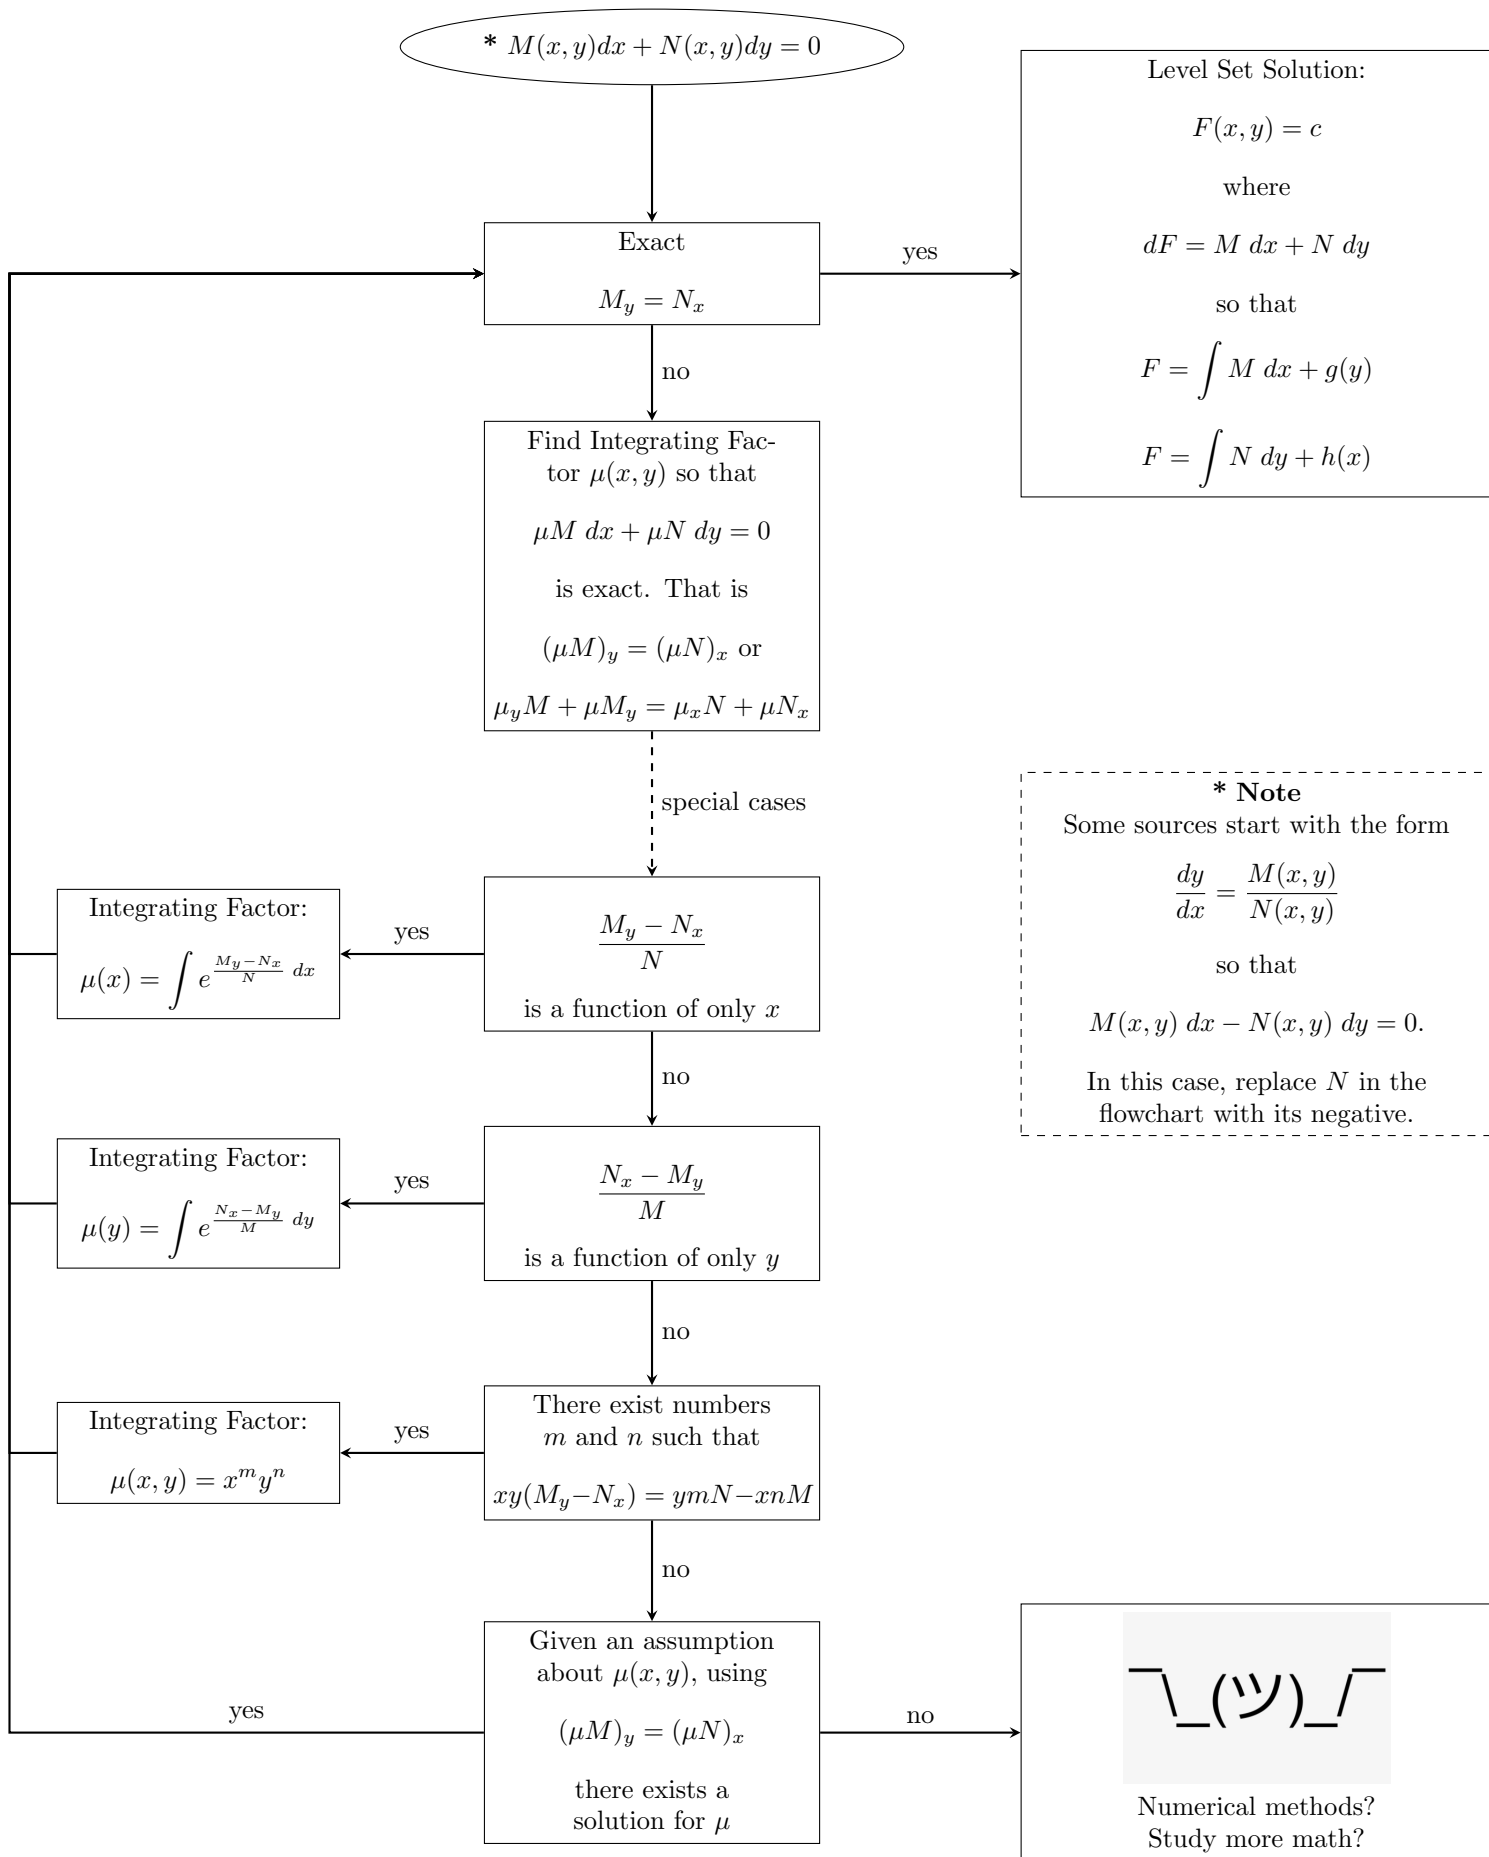 * M(x, y)dx + N(x, y)dy = 0
Level Set Solution:
F(x, y) = c
where
dF = M dx + N dy
so that
F = ∫ M dx + g(y)
F = ∫ N dy + h(x)
Exact
M_y = N_x
yes
no
Find Integrating Fac-
tor μ(x, y) so that
μM dx + μN dy = 0
is exact. That is
(μM)_y = (μN)_x or
μ_yM + μM_y = μ_xN + μN_x
special cases
* Note
Some sources start with the form
dy/dx = M(x, y)/N(x, y)
so that
M(x, y) dx − N(x, y) dy = 0.
In this case, replace N in the
flowchart with its negative.
(M_y − N_x)/N
is a function of only x
yes
Integrating Factor:
μ(x) = ∫ e^{(M_y−N_x)/N dx}
no
(N_x − M_y)/M
is a function of only y
yes
Integrating Factor:
μ(y) = ∫ e^{(N_x−M_y)/M dy}
no
There exist numbers
m and n such that
xy(M_y−N_x) = ymN−xnM
yes
Integrating Factor:
μ(x, y) = x^m y^n
no
Given an assumption
about μ(x, y), using
(μM)_y = (μN)_x
there exists a
solution for μ
yes
no
¯\_(ツ)_/¯
Numerical methods?
Study more math?